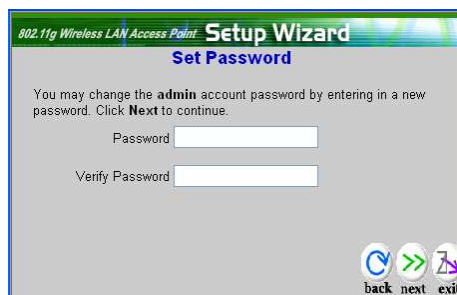 802.11g Wireless LAN Access Point Setup Wizard
Set Password
You may change the admin account password by entering in a new
password. Click Next to continue.
Password
Verify Password
back next exit